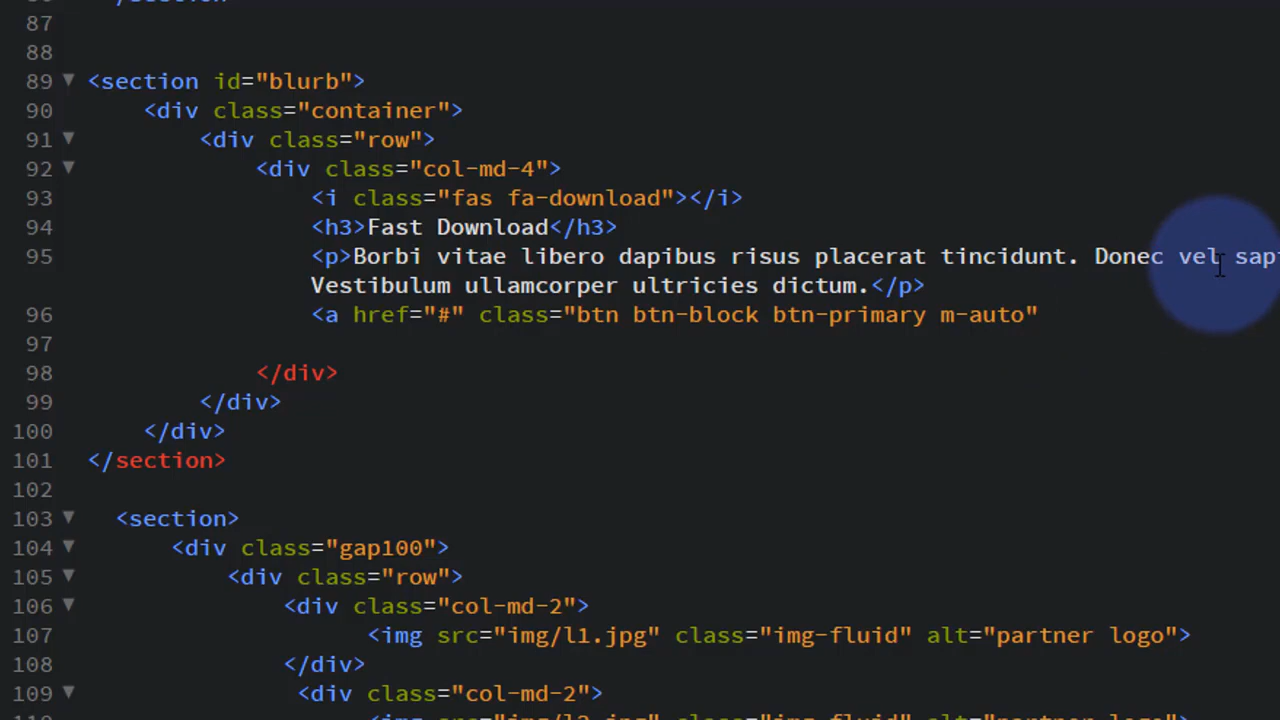 87
88
89 <section id="blurb">
90 <div class="container">
91 <div class="row">
92 <div class="col-md-4">
93 <i class="fas fa-download"></i>
94 <h3>Fast Download</h3>
95 <p>Borbi vitae libero dapibus risus placerat tincidunt. Donec vel
Vestibulum ullamcorper ultricies dictum.</p>
96 <a href="#" class="btn btn-block btn-primary m-auto"
97
98 </div>
99 </div>
100 </div>
101 </section>
102
103 <section>
104 <div class="gap100">
105 <div class="row">
106 <div class="col-md-2">
107 <img src="img/l1.jpg" class="img-fluid" alt="partner logo">
108 </div>
109 <div class="col-md-2">